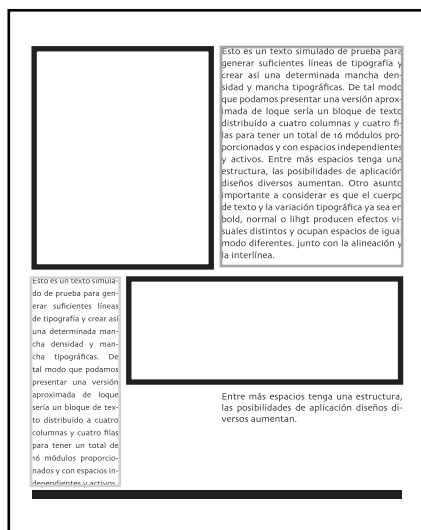 Esto es un texto simulado de prueba para
generar suficientes líneas de tipografía y
crear así una determinada mancha den-
sidad y mancha tipográficas. De tal modo
que podamos presentar una versión aprox-
imada de loque sería un bloque de texto
distribuído a cuatro columnas y cuatro fi-
las para tener un total de 16 módulos pro-
porcionados y con espacios independientes
y activos. Entre más espacios tenga una
estructura, las posibilidades de aplicación
diseños diversos aumentan. Otro asunto
importante a considerar es que el cuerpo
de texto y la variación tipográfica ya sea en
bold, normal o lihgt producen efectos vi-
suales distintos y ocupan espacios de igual
modo diferentes. junto con la alineación y
la interlínea.
Esto es un texto simula-
do de prueba para gen-
erar suficientes líneas
de tipografía y crear así
una determinada man-
cha densidad y man-
cha tipográficas. De
tal modo que podamos
presentar una versión
aproximada de loque
sería un bloque de tex-
to distribuído a cuatro
columnas y cuatro filas
para tener un total de
16 módulos proporcio-
nados y con espacios in-
dependientes y activos.
Entre más espacios tenga una estructura,
las posibilidades de aplicación diseños di-
versos aumentan.